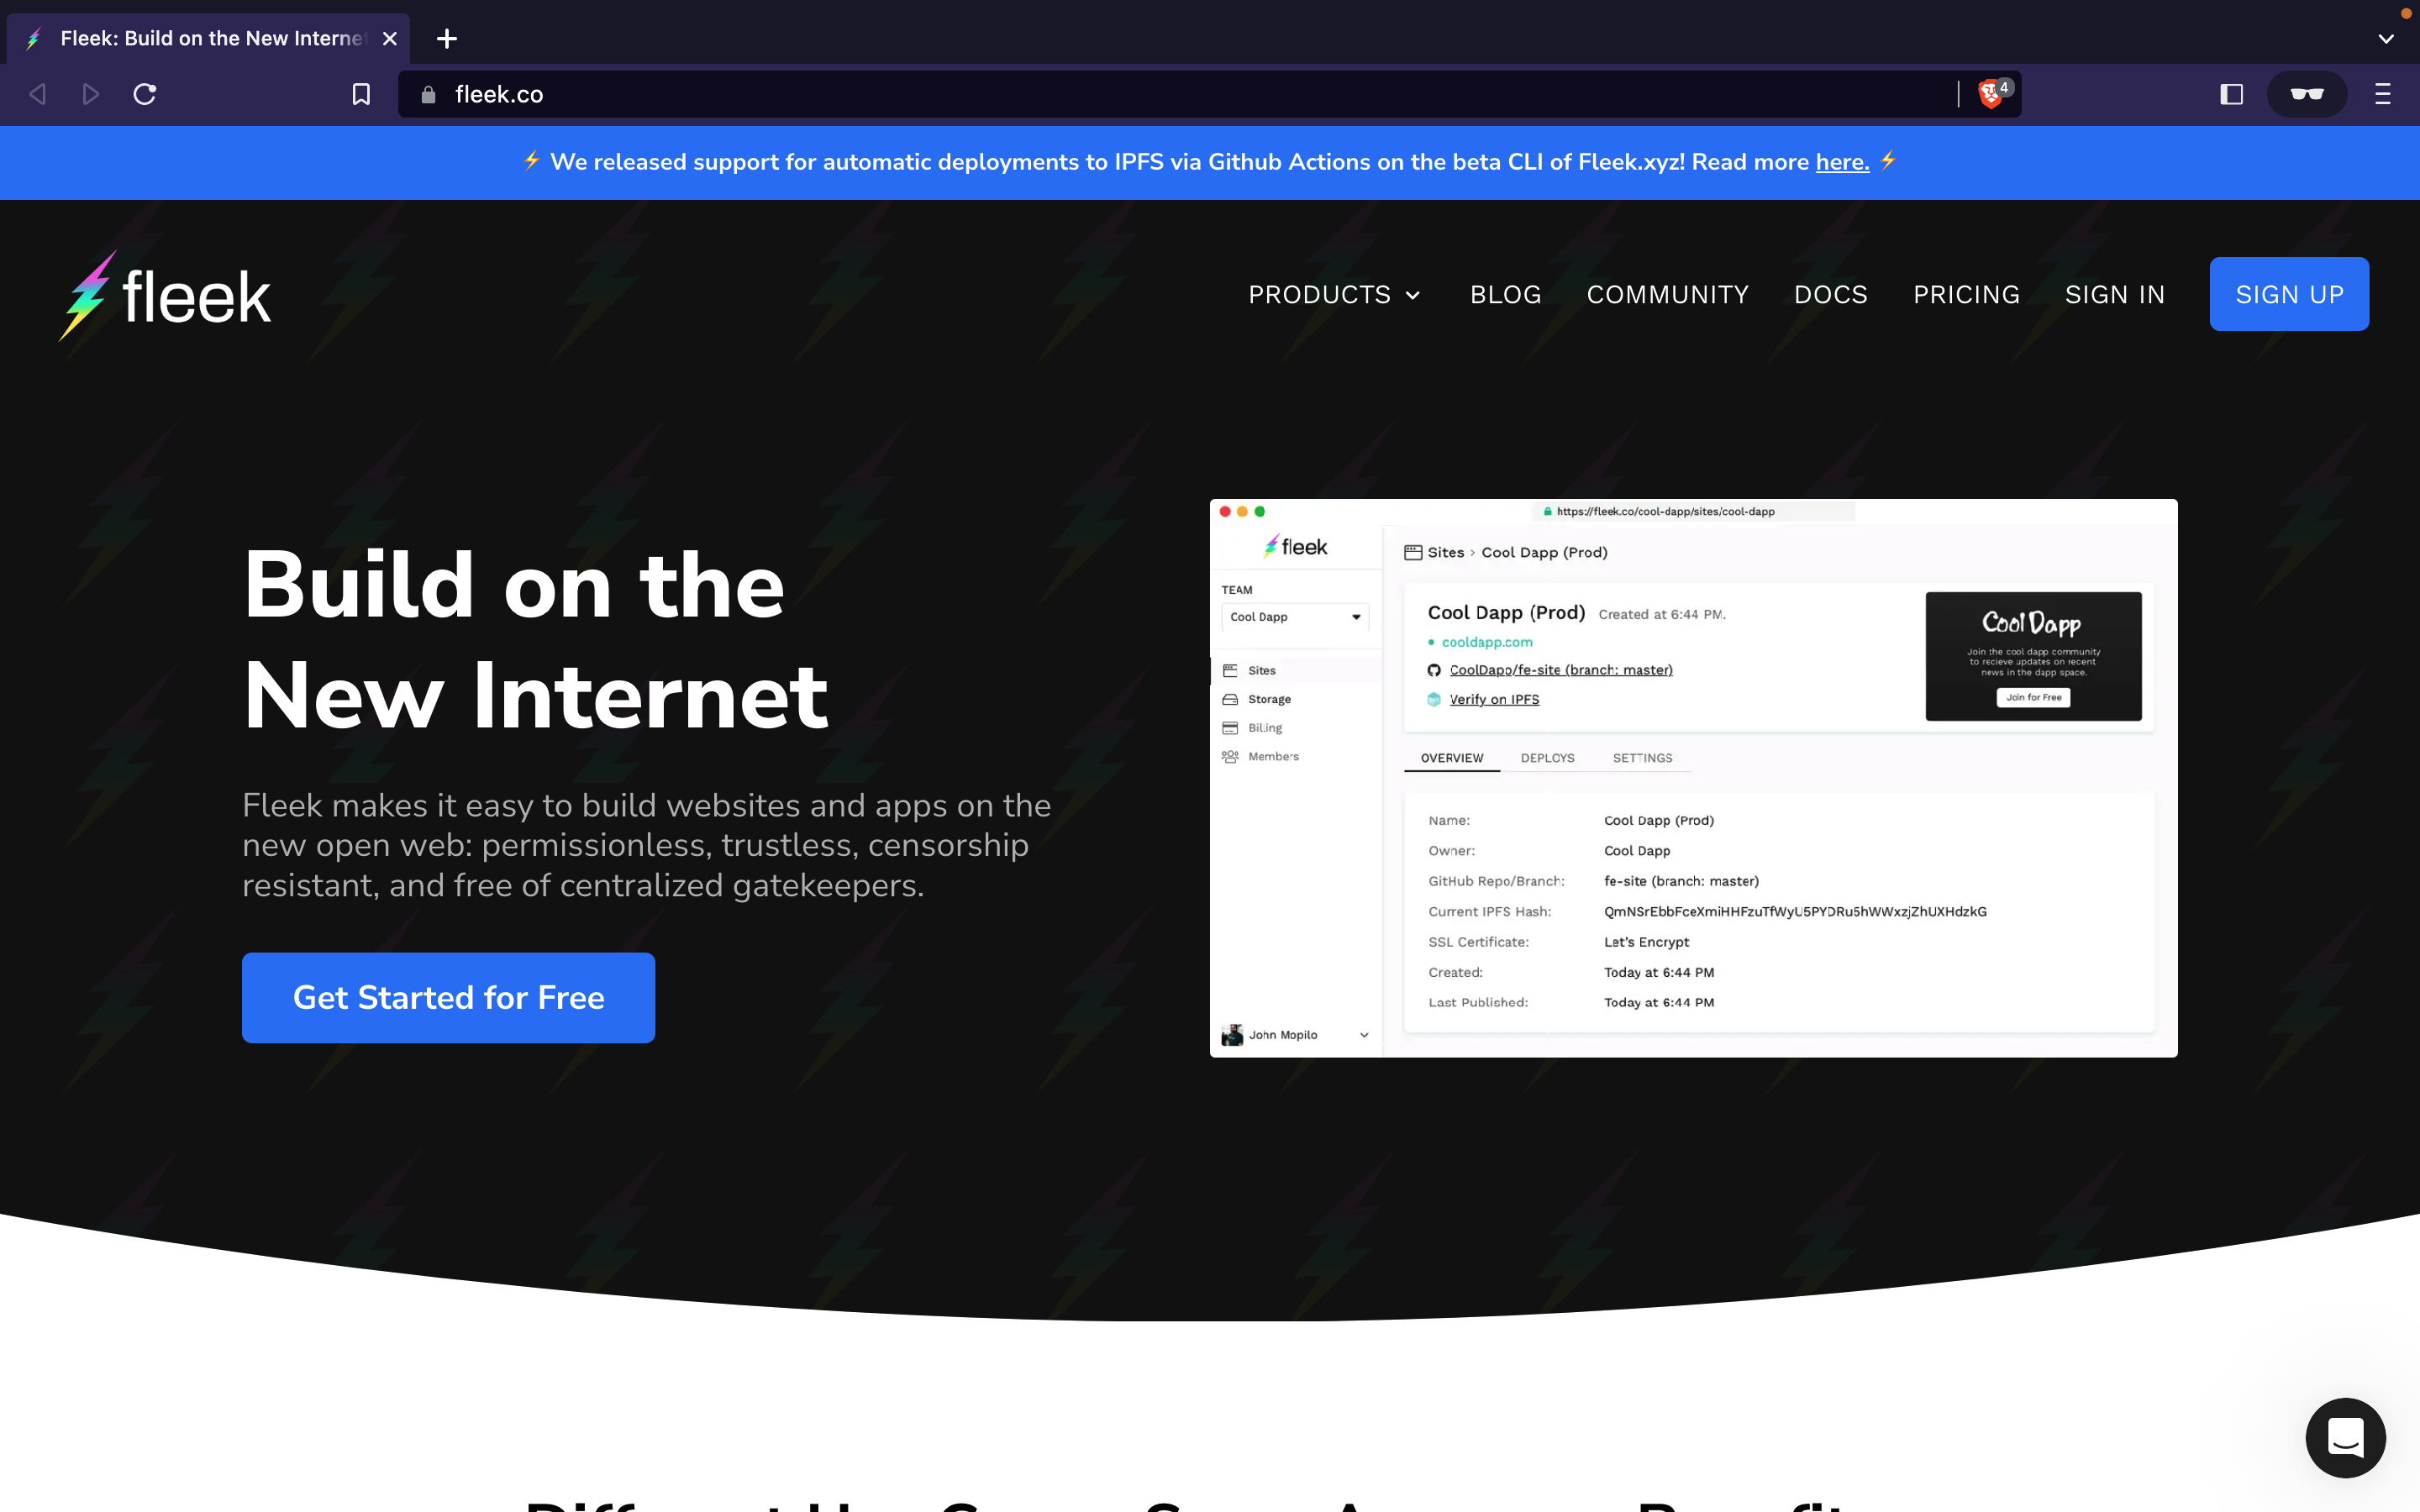 Fleek: Build on the New Internet
fleek.co
4
⚡ We released support for automatic deployments to IPFS via Github Actions on the beta CLI of Fleek.xyz! Read more here. ⚡
fleek
PRODUCTS
BLOG
COMMUNITY
DOCS
PRICING
SIGN IN
SIGN UP
Build on the
New Internet
Fleek makes it easy to build websites and apps on the
new open web: permissionless, trustless, censorship
resistant, and free of centralized gatekeepers.
Get Started for Free
https://fleek.co/cool-dapp/sites/cool-dapp
fleek
TEAM
Cool Dapp
Sites
Storage
Billing
Members
John Mopilo
Sites > Cool Dapp (Prod)
Cool Dapp (Prod) Created at 6:44 PM.
cooldapp.com
CoolDapp/fe-site (branch: master)
Verify on IPFS
Cool Dapp
Join the cool dapp community
to recieve updates on recent
news in the dapp space.
Join for Free
OVERVIEW
DEPLOYS
SETTINGS
Name: Cool Dapp (Prod)
Owner: Cool Dapp
GitHub Repo/Branch: fe-site (branch: master)
Current IPFS Hash: QmNSrEbbFceXmiHHFzuTfWyU5PYDRu5hWWxzjZhUXHdzkG
SSL Certificate: Let's Encrypt
Created: Today at 6:44 PM
Last Published: Today at 6:44 PM